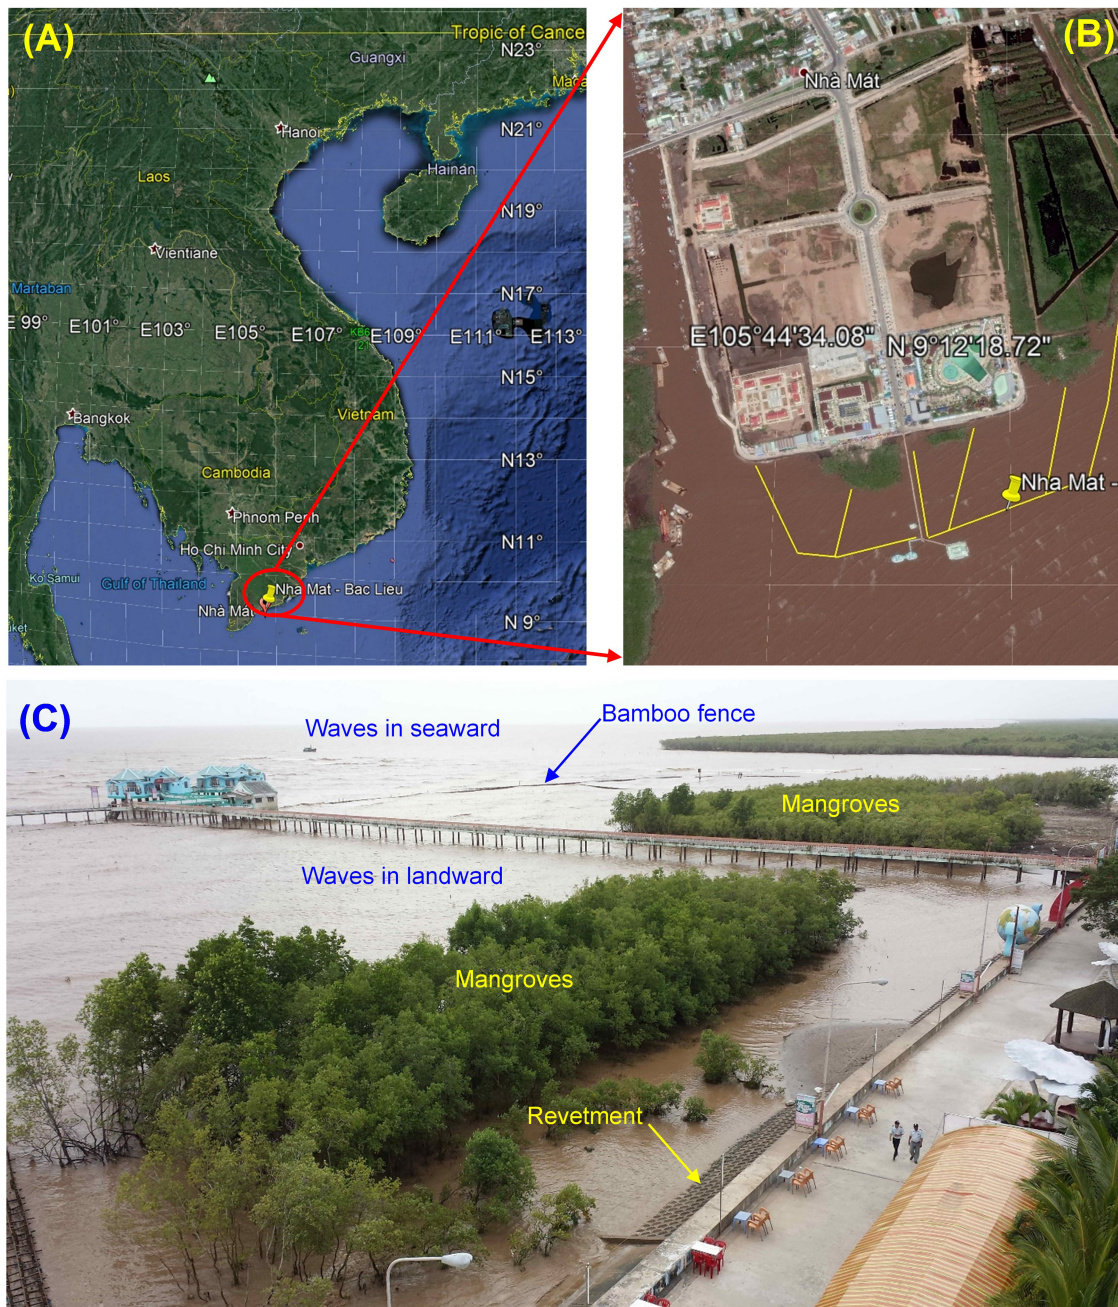 (A)
Tropic of Cance
Guangxi
N23°
Maca
Hanoi
N21°
Laos
Hainan
N19°
Vientiane
Martaban
N17°
E 99°
E101°
E103°
E105°
E107°
E109°
E111°
E113°
N15°
Bangkok
Vietnam
N13°
Cambodia
Phnom Penh
Ho Chi Minh City
N11°
Ko Samui
Gulf of Thailand
Nha Mat - Bac Lieu
Nhà Mát
uket
N 9°
(B)
Nhà Mát
E105°44'34.08"
N 9°12'18.72"
Nha Mat -
(C)
Waves in seaward
Bamboo fence
Mangroves
Waves in landward
Mangroves
Revetment